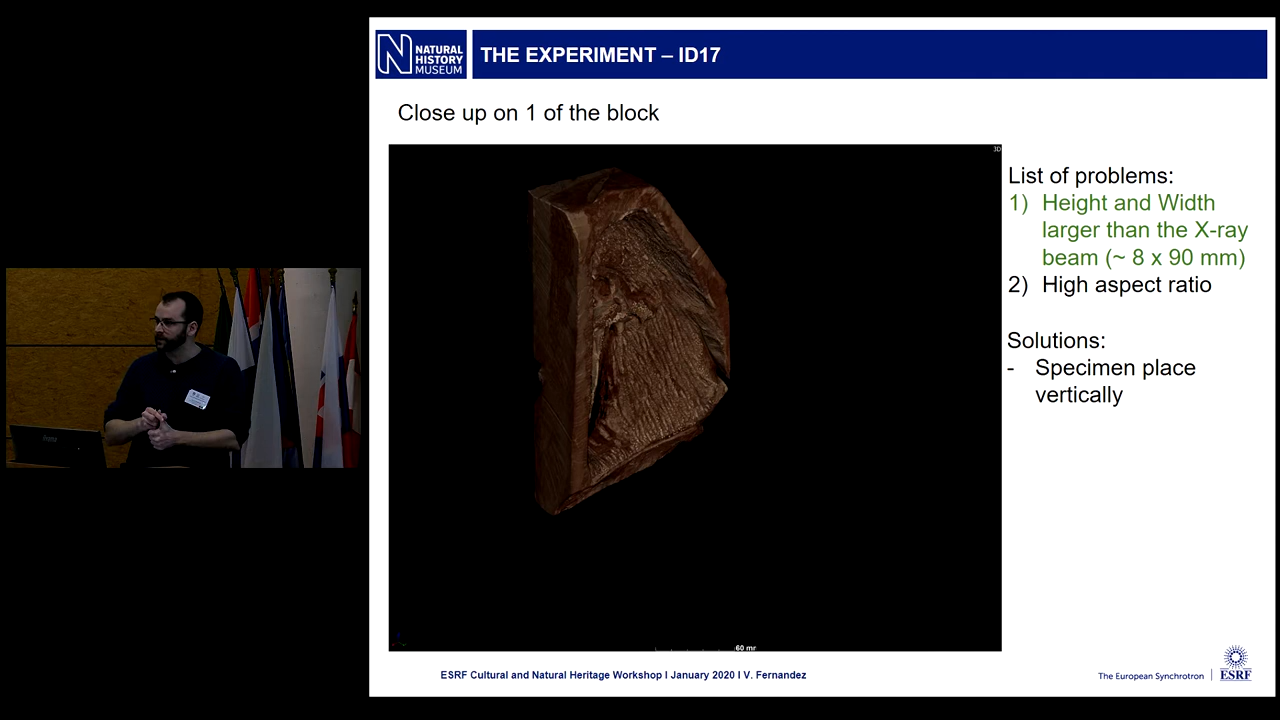 NATURAL
HISTORY
MUSEUM
THE EXPERIMENT – ID17
Close up on 1 of the block
3D
List of problems:
1) Height and Width
larger than the X-ray
beam (~ 8 x 90 mm)
2) High aspect ratio
Solutions:
- Specimen place
vertically
60 mm
ESRF Cultural and Natural Heritage Workshop I January 2020 I V. Fernandez
The European Synchrotron
ESRF